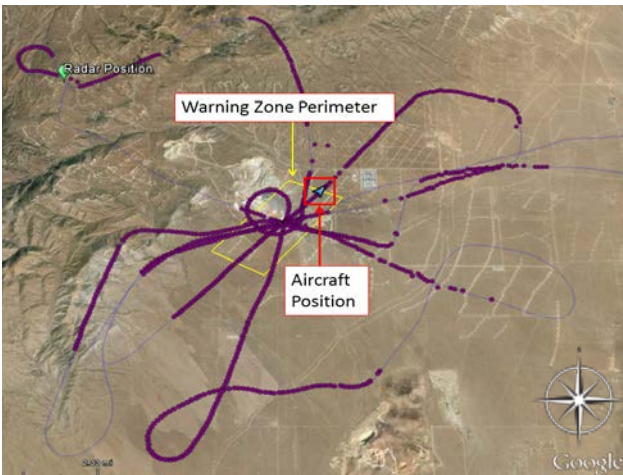 Radar Position
Warning Zone Perimeter
Aircraft
Position
Google